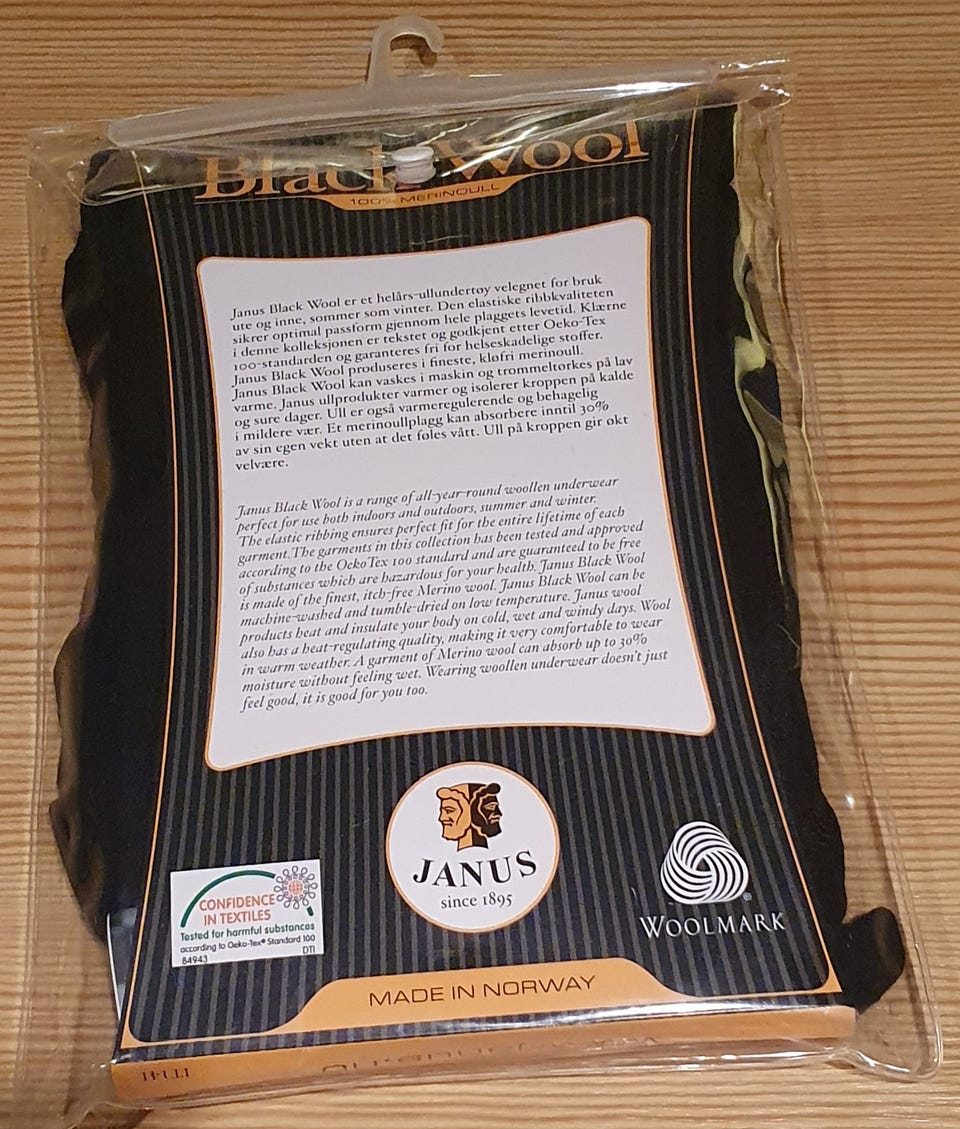 Black Wool
100% MERINOULL
Janus Black Wool er et helårs-ullundertøy velegnet for bruk
ute og inne, sommer som vinter. Den elastiske ribbkvaliteten
sikrer optimal passform gjennom hele plaggets levetid. Klærne
i denne kolleksjonen er tekstet og godkjent etter Oeko-Tex
100-standarden og garanteres fri for helseskadelige stoffer.
Janus Black Wool produseres i fineste, kløfri merinoull.
Janus Black Wool kan vaskes i maskin og trommeltørkes på lav
varme. Janus ullprodukter varmer og isolerer kroppen på kalde
og sure dager. Ull er også varmeregulerende og behagelig
i mildere vær. Et merinoullplagg kan absorbere inntil 30%
av sin egen vekt uten at det føles vått. Ull på kroppen gir økt
velvære.
Janus Black Wool is a range of all-year-round woollen underwear
perfect for use both indoors and outdoors, summer and winter.
The elastic ribbing ensures perfect fit for the entire lifetime of each
garment. The garments in this collection has been tested and approved
according to the Oeko Tex 100 standard and are guaranteed to be free
of substances which are hazardous for your health. Janus Black Wool
is made of the finest, itch-free Merino wool. Janus Black Wool can be
machine-washed and tumble-dried on low temperature. Janus wool
products heat and insulate your body on cold, wet and windy days. Wool
also has a heat-regulating quality, making it very comfortable to wear
in warm weather. A garment of Merino wool can absorb up to 30%
moisture without feeling wet. Wearing woollen underwear doesn't just
feel good, it is good for you too.
JANUS
since 1895
CONFIDENCE
IN TEXTILES
Tested for harmful substances
according to Oeko-Tex® Standard 100
84943 DTI
WOOLMARK
MADE IN NORWAY